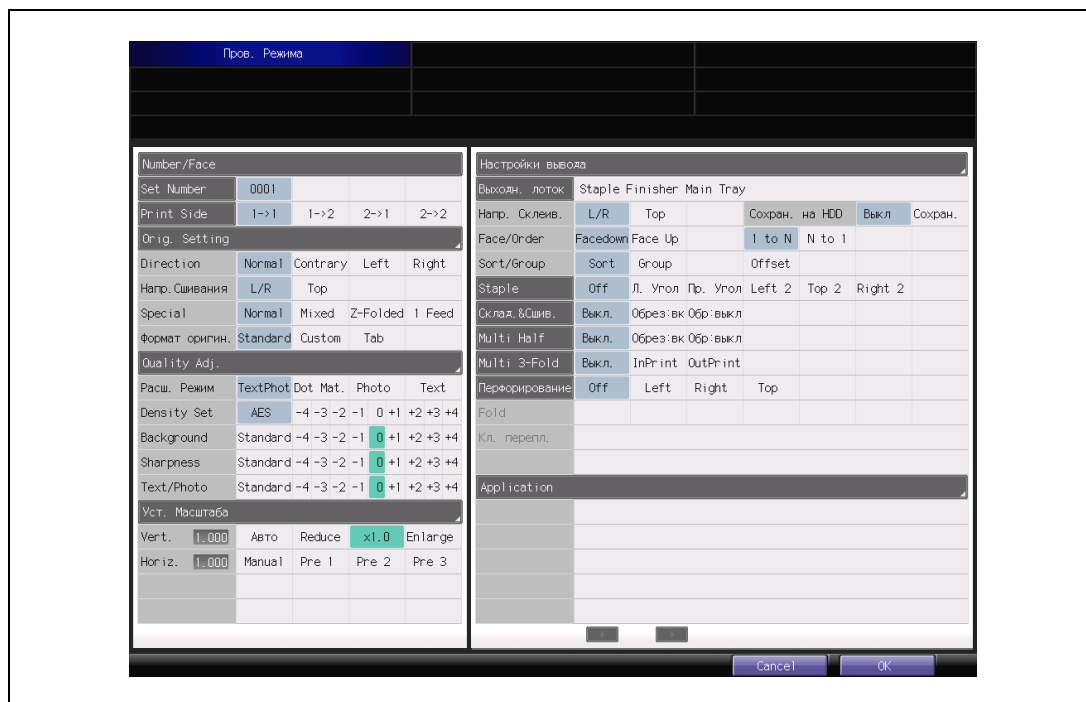 Пров. Режима
Number/Face
Set Number 0001
Print Side 1->1 1->2 2->1 2->2
Orig. Setting
Direction Normal Contrary Left Right
Напр.Сшивания L/R Top
Special Normal Mixed Z-Folded 1 Feed
Формат оригин. Standard Custom Tab
Quality Adj.
Расш. Режим TextPhot Dot Mat. Photo Text
Density Set AES -4 -3 -2 -1 0 +1 +2 +3 +4
Background Standard -4 -3 -2 -1 0 +1 +2 +3 +4
Sharpness Standard -4 -3 -2 -1 0 +1 +2 +3 +4
Text/Photo Standard -4 -3 -2 -1 0 +1 +2 +3 +4
Уст. Масштаба
Vert. 1.000 Авто Reduce x1.0 Enlarge
Horiz. 1.000 Manual Pre 1 Pre 2 Pre 3
Настройки вывода
Выходн. лоток Staple Finisher Main Tray
Напр. Склеив. L/R Top Сохран. на HDD Выкл Сохран.
Face/Order Facedown Face Up 1 to N N to 1
Sort/Group Sort Group Offset
Staple Off Л. Угол Пр. Угол Left 2 Top 2 Right 2
Склад.&Сшив. Выкл. Обрез:вк Обр:выкл
Multi Half Выкл. Обрез:вк Обр:выкл
Multi 3-Fold Выкл. InPrint OutPrint
Перфорирование Off Left Right Top
Fold
Кл. перепл.
Application
Cancel OK